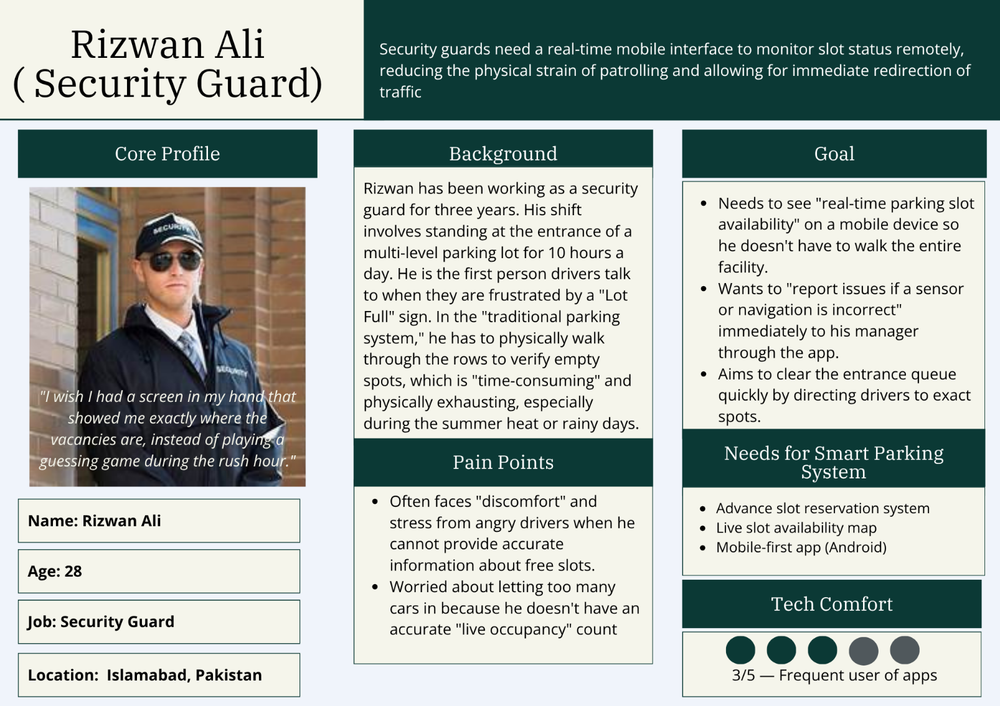 Rizwan Ali
( Security Guard)
Security guards need a real-time mobile interface to monitor slot status remotely,
reducing the physical strain of patrolling and allowing for immediate redirection of
traffic
Core Profile
SECURITY
SECURITY
"I wish I had a screen in my hand that
showed me exactly where the
vacancies are, instead of playing a
guessing game during the rush hour."
Name: Rizwan Ali
Age: 28
Job: Security Guard
Location:  Islamabad, Pakistan
Background
Rizwan has been working as a security
guard for three years. His shift
involves standing at the entrance of a
multi-level parking lot for 10 hours a
day. He is the first person drivers talk
to when they are frustrated by a "Lot
Full" sign. In the "traditional parking
system," he has to physically walk
through the rows to verify empty
spots, which is "time-consuming" and
physically exhausting, especially
during the summer heat or rainy days.
Pain Points
• Often faces "discomfort" and
stress from angry drivers when he
cannot provide accurate
information about free slots.
• Worried about letting too many
cars in because he doesn't have an
accurate "live occupancy" count
Goal
• Needs to see "real-time parking slot
availability" on a mobile device so
he doesn't have to walk the entire
facility.
• Wants to "report issues if a sensor
or navigation is incorrect"
immediately to his manager
through the app.
• Aims to clear the entrance queue
quickly by directing drivers to exact
spots.
Needs for Smart Parking
System
• Advance slot reservation system
• Live slot availability map
• Mobile-first app (Android)
Tech Comfort
3/5 — Frequent user of apps